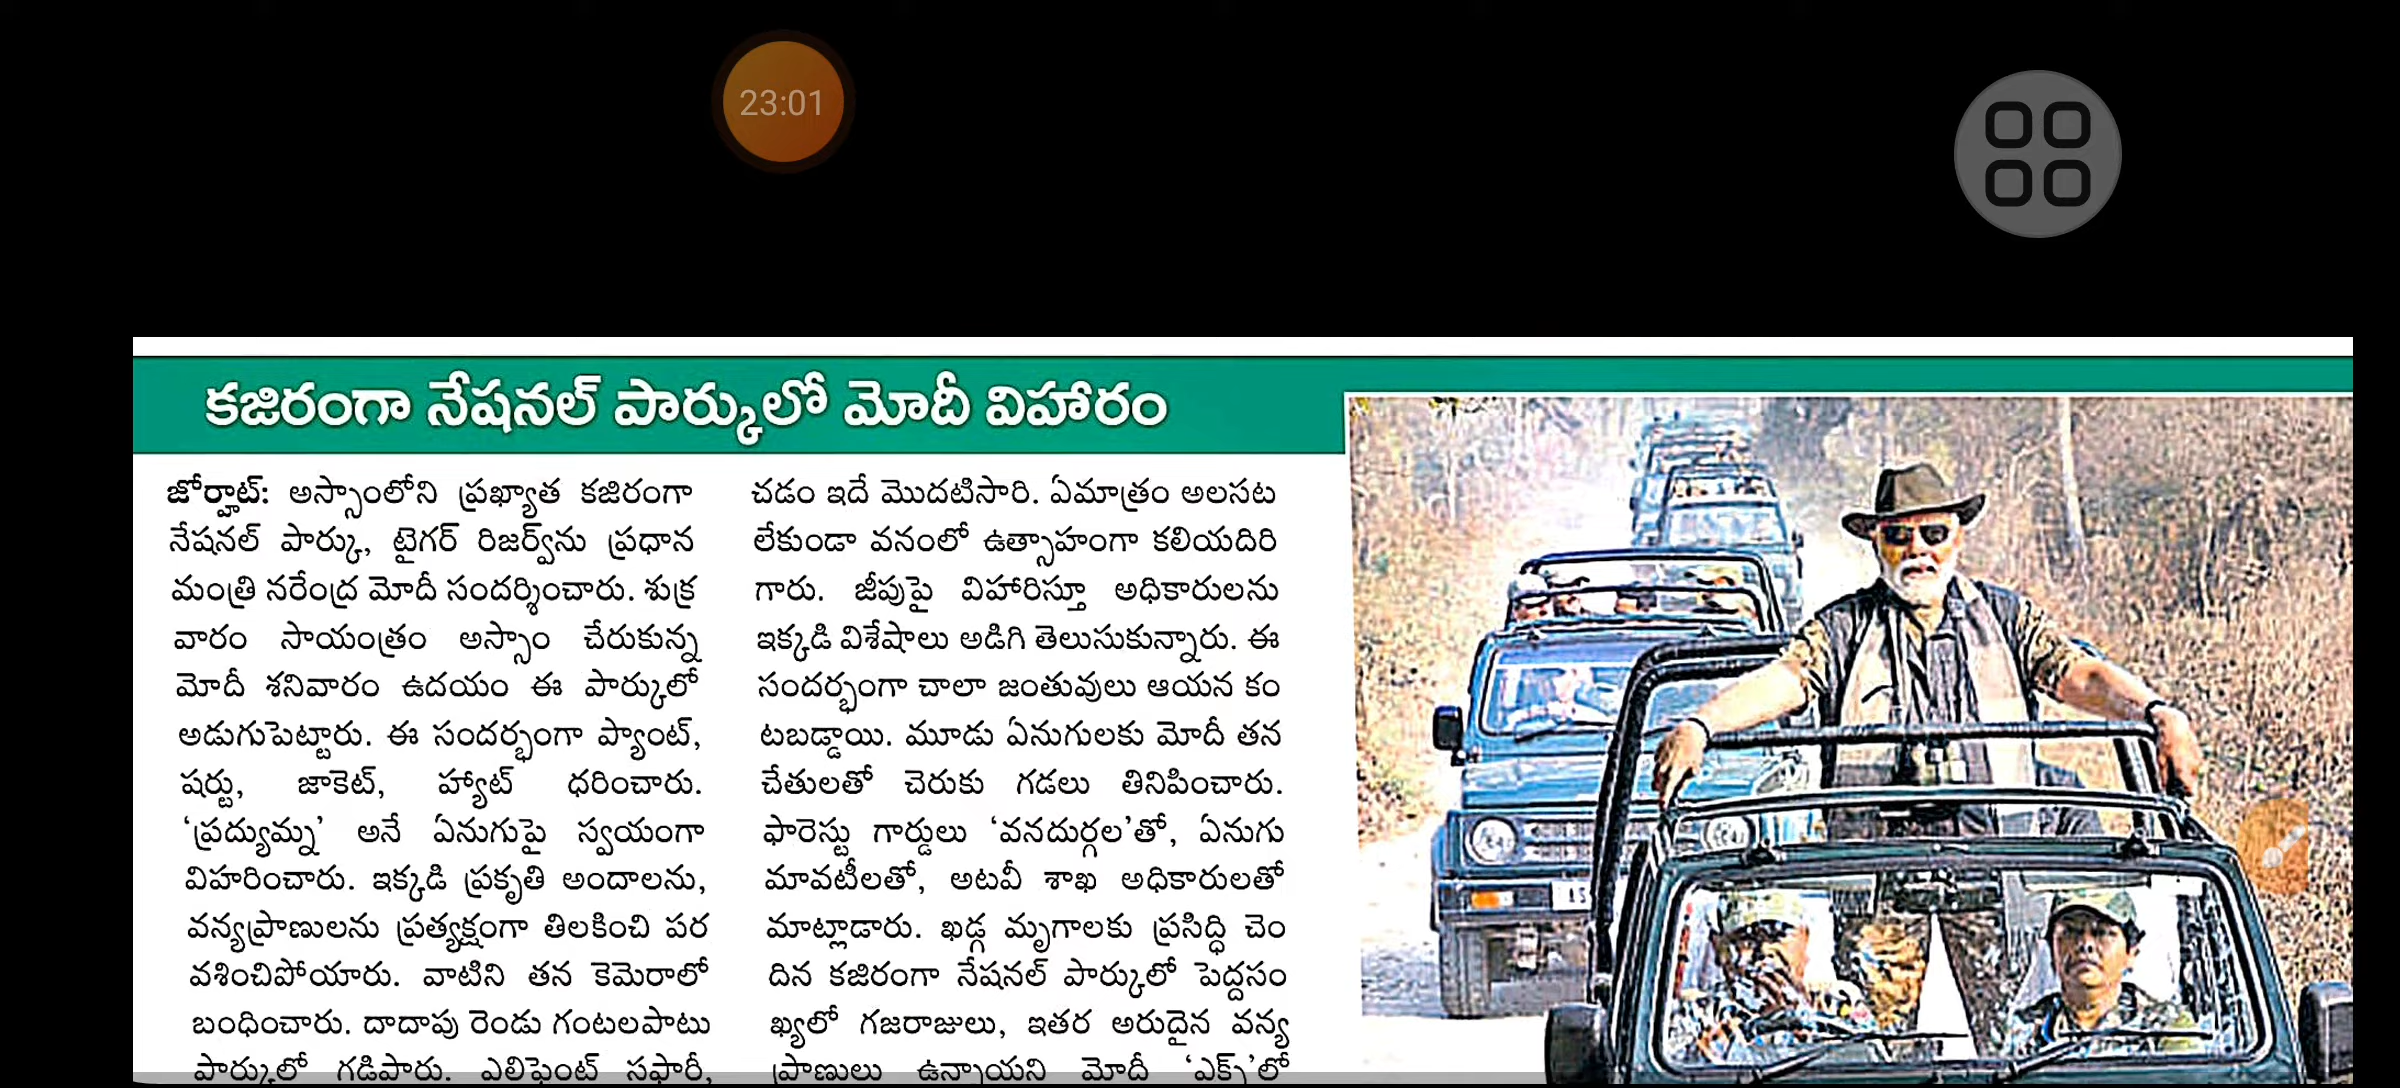 23:01
కజిరంగా నేషనల్ పార్కులో మోదీ విహారం
జోర్హాట్: అస్సాంలోని ప్రఖ్యాత కజిరంగా
నేషనల్ పార్కు, టైగర్ రిజర్వ్‌ను ప్రధాన
మంత్రి నరేంద్ర మోదీ సందర్శించారు. శుక్ర
వారం సాయంత్రం అస్సాం చేరుకున్న
మోదీ శనివారం ఉదయం ఈ పార్కులో
అడుగుపెట్టారు. ఈ సందర్భంగా ప్యాంట్,
షర్టు, జాకెట్, హ్యాట్ ధరించారు.
‘ప్రద్యుమ్న’ అనే ఏనుగుపై స్వయంగా
విహరించారు. ఇక్కడి ప్రకృతి అందాలను,
వన్యప్రాణులను ప్రత్యక్షంగా తిలకించి పర
వశించిపోయారు. వాటిని తన కెమెరాలో
బంధించారు. దాదాపు రెండు గంటలపాటు
పార్కులో గడిపారు. ఎలిఫెంట్ సఫారీ,
చడం ఇదే మొదటిసారి. ఏమాత్రం అలసట
లేకుండా వనంలో ఉత్సాహంగా కలియదిరి
గారు. జీపుపై విహారిస్తూ అధికారులను
ఇక్కడి విశేషాలు అడిగి తెలుసుకున్నారు. ఈ
సందర్భంగా చాలా జంతువులు ఆయన కం
టబడ్డాయి. మూడు ఏనుగులకు మోదీ తన
చేతులతో చెరుకు గడలు తినిపించారు.
ఫారెస్టు గార్డులు ‘వనదుర్గల’తో, ఏనుగు
మావటీలతో, అటవీ శాఖ అధికారులతో
మాట్లాడారు. ఖడ్గ మృగాలకు ప్రసిద్ధి చెం
దిన కజిరంగా నేషనల్ పార్కులో పెద్దసం
ఖ్యలో గజరాజులు, ఇతర అరుదైన వన్య
ప్రాణులు ఉన్నాయని మోదీ ‘ఎక్స్’లో